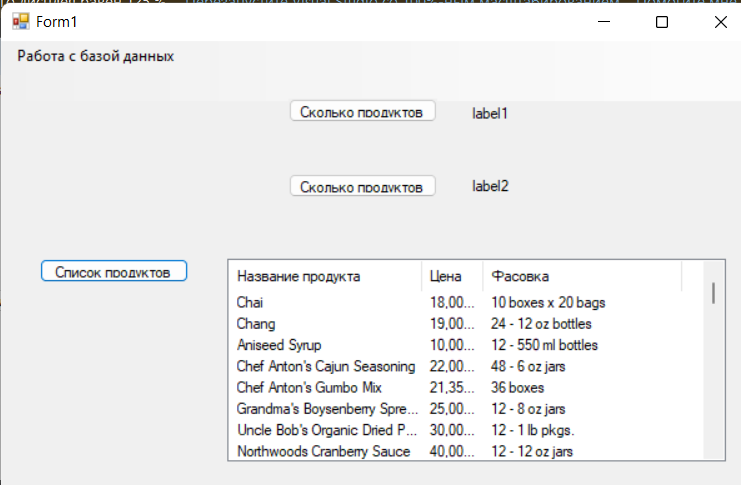 Form1
Работа с базой данных
Сколько продуктов label1
Сколько продуктов label2
Список продуктов
Название продукта Цена Фасовка
Chai 18,00... 10 boxes x 20 bags
Chang 19,00... 24 - 12 oz bottles
Aniseed Syrup 10,00... 12 - 550 ml bottles
Chef Anton's Cajun Seasoning 22,00... 48 - 6 oz jars
Chef Anton's Gumbo Mix 21,35... 36 boxes
Grandma's Boysenberry Spre... 25,00... 12 - 8 oz jars
Uncle Bob's Organic Dried P... 30,00... 12 - 1 lb pkgs.
Northwoods Cranberry Sauce 40,00... 12 - 12 oz jars